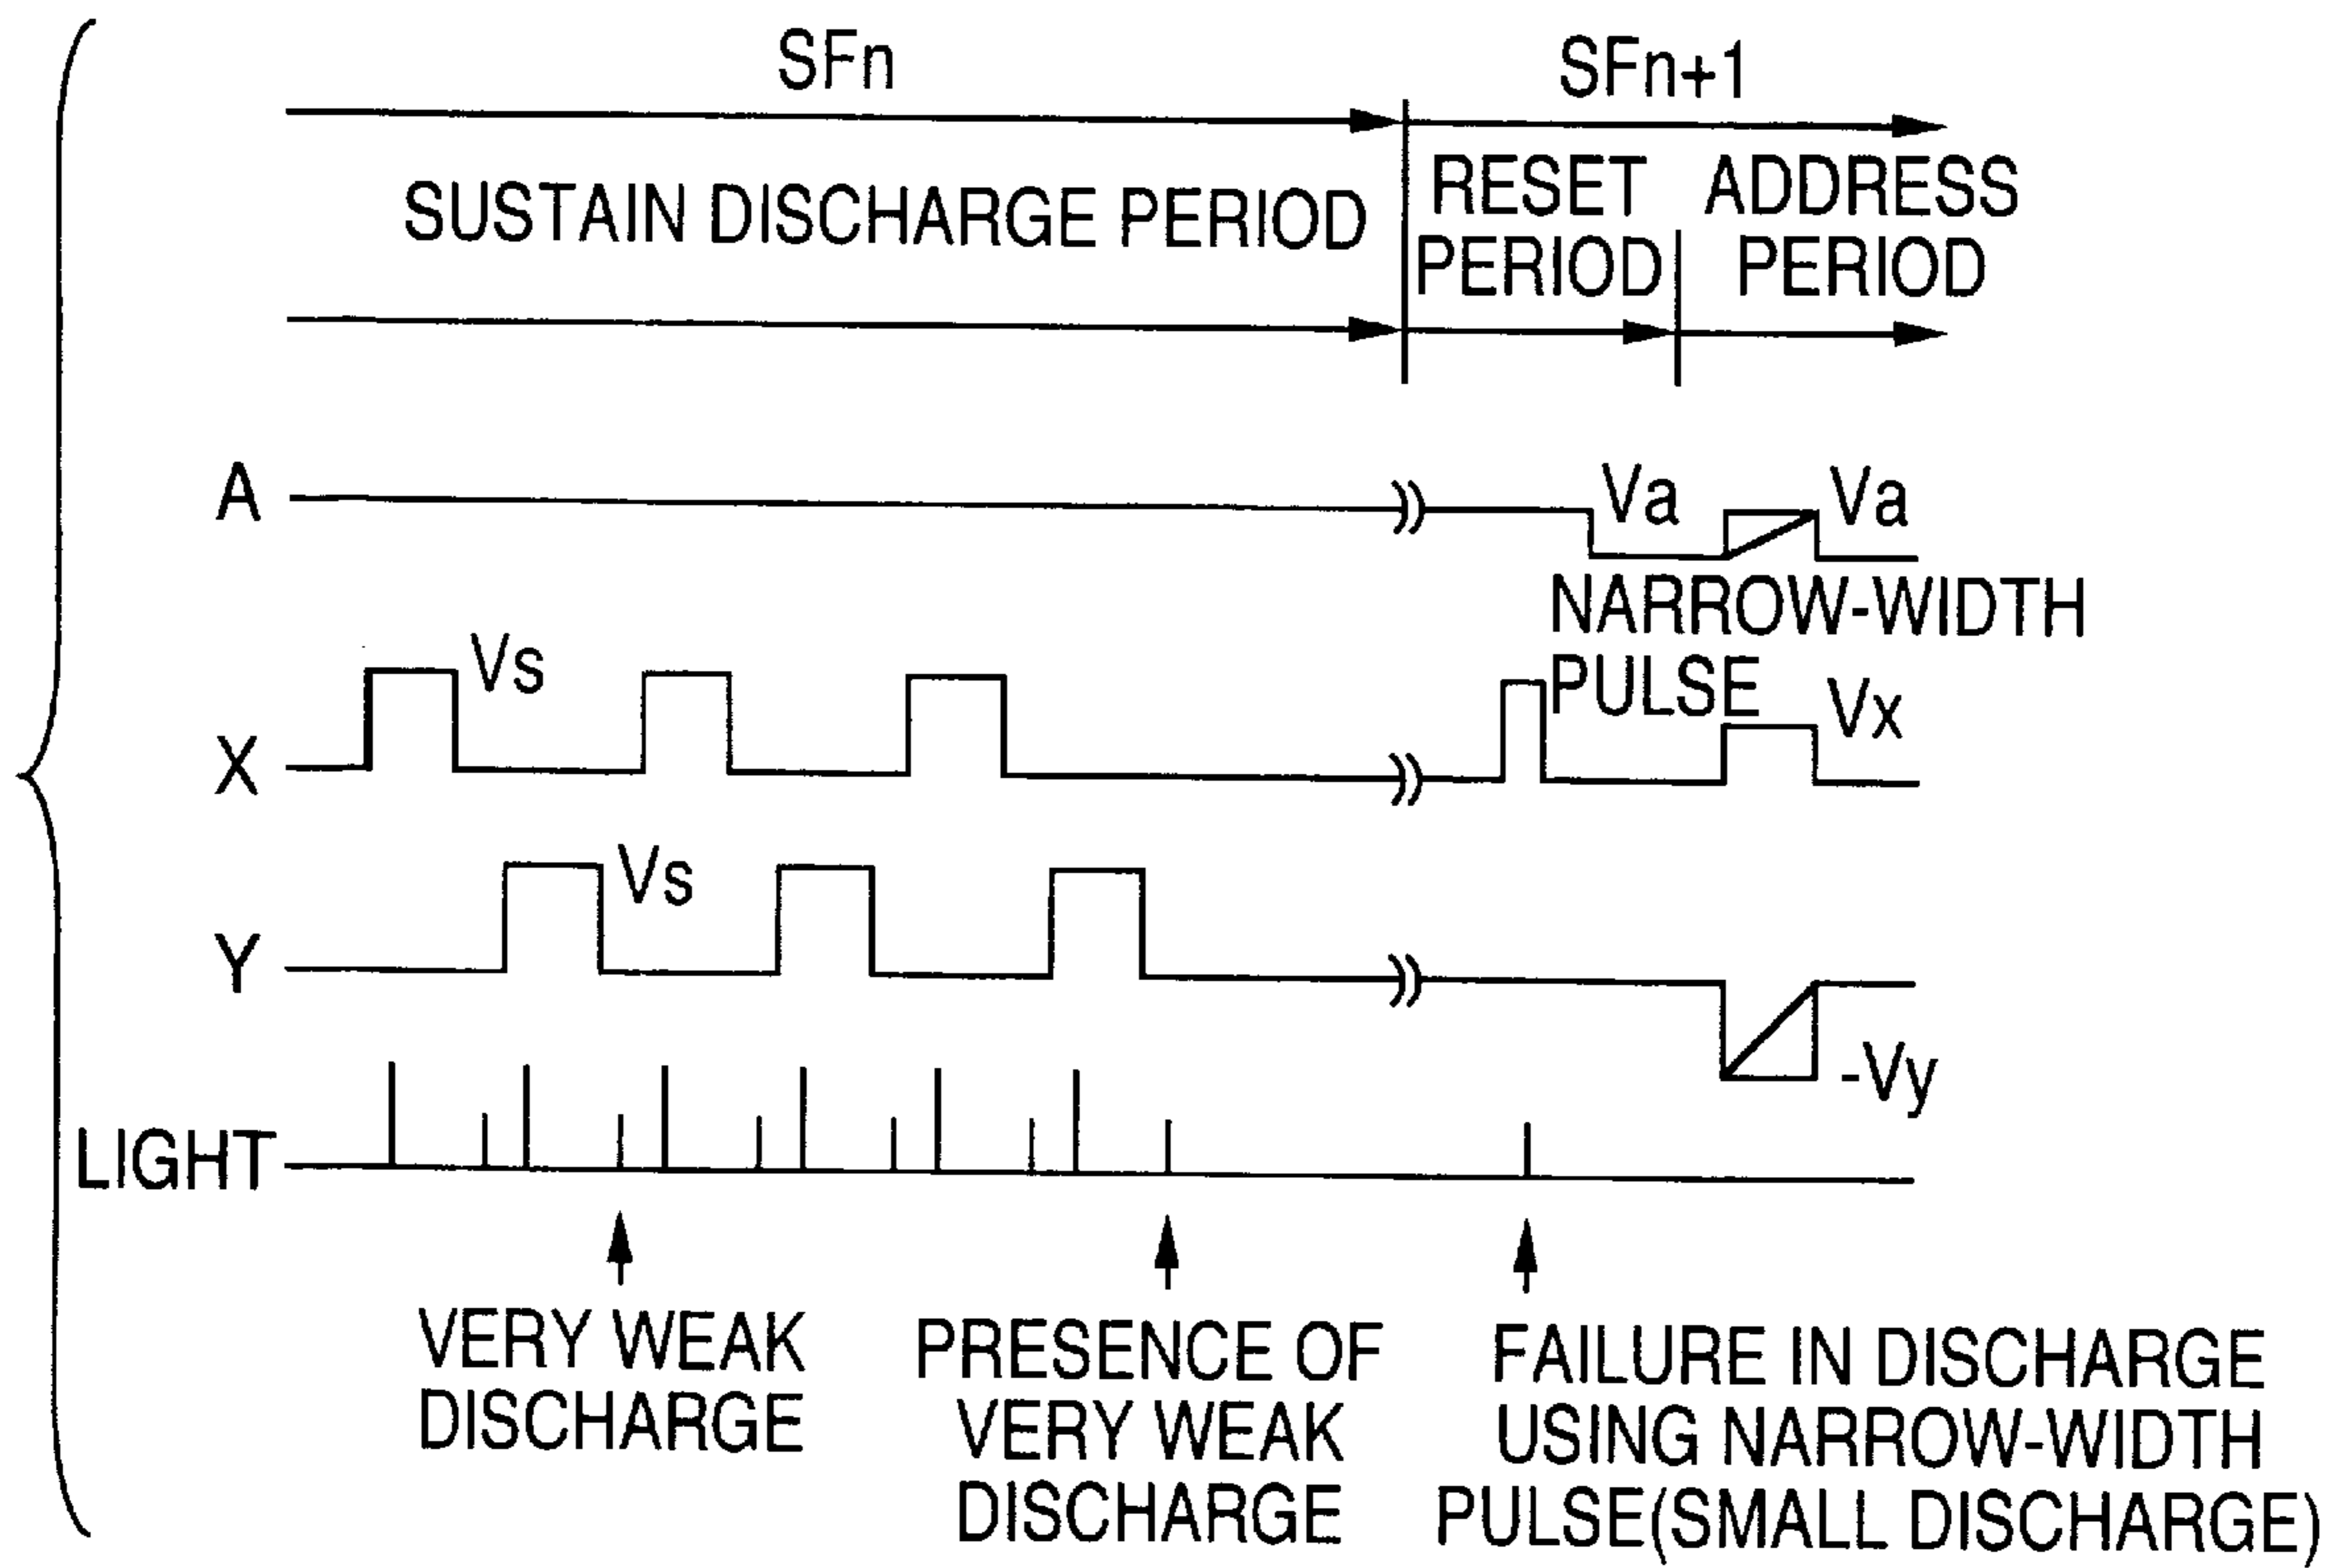 SFn
SFn+1
SUSTAIN DISCHARGE PERIOD
RESET
PERIOD
ADDRESS
PERIOD
A
Va
Va
NARROW-WIDTH
PULSE
X
Vs
Vx
Y
Vs
-Vy
LIGHT
VERY WEAK
DISCHARGE
PRESENCE OF
VERY WEAK
DISCHARGE
FAILURE IN DISCHARGE
USING NARROW-WIDTH
PULSE(SMALL DISCHARGE)